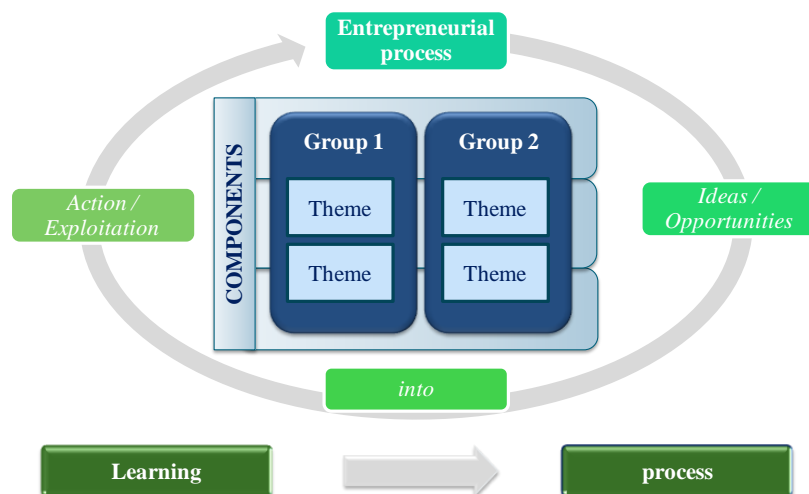 Entrepreneurial
process
COMPONENTS
Group 1
Group 2
Theme
Theme
Theme
Theme
Action /
Exploitation
Ideas /
Opportunities
into
Learning
process